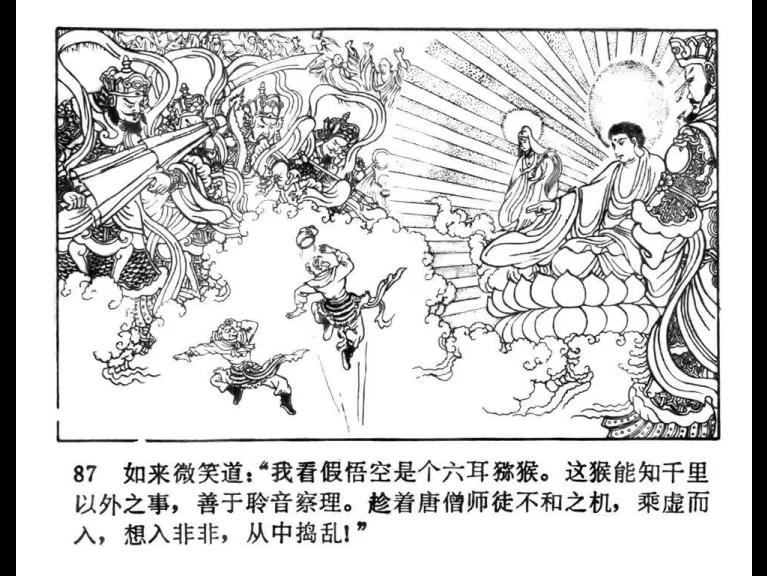 87 如来微笑道:“我看假悟空是个六耳猕猴。这猴能知千里
以外之事，善于聆音察理。趁着唐僧师徒不和之机，乘虚而
入，想入非非，从中捣乱!”